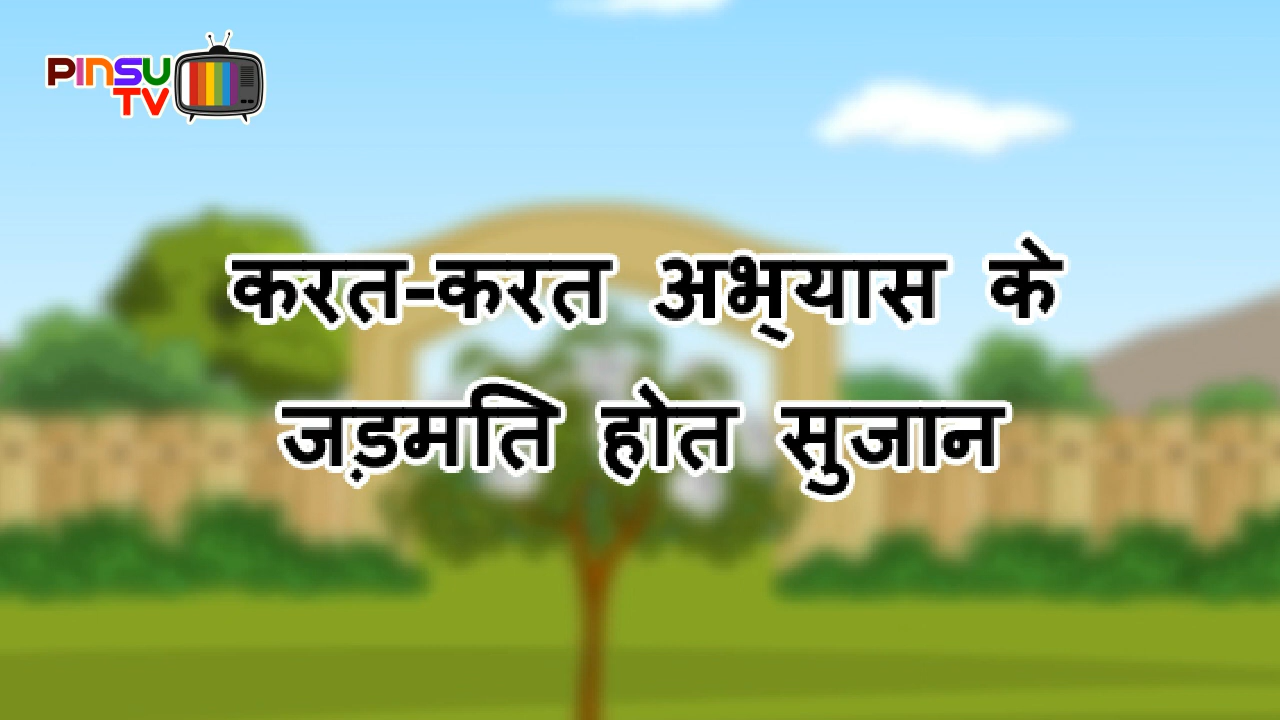 PINSU
TV
करत-करत अभ्‌यास के
जड़मति होत सुजान